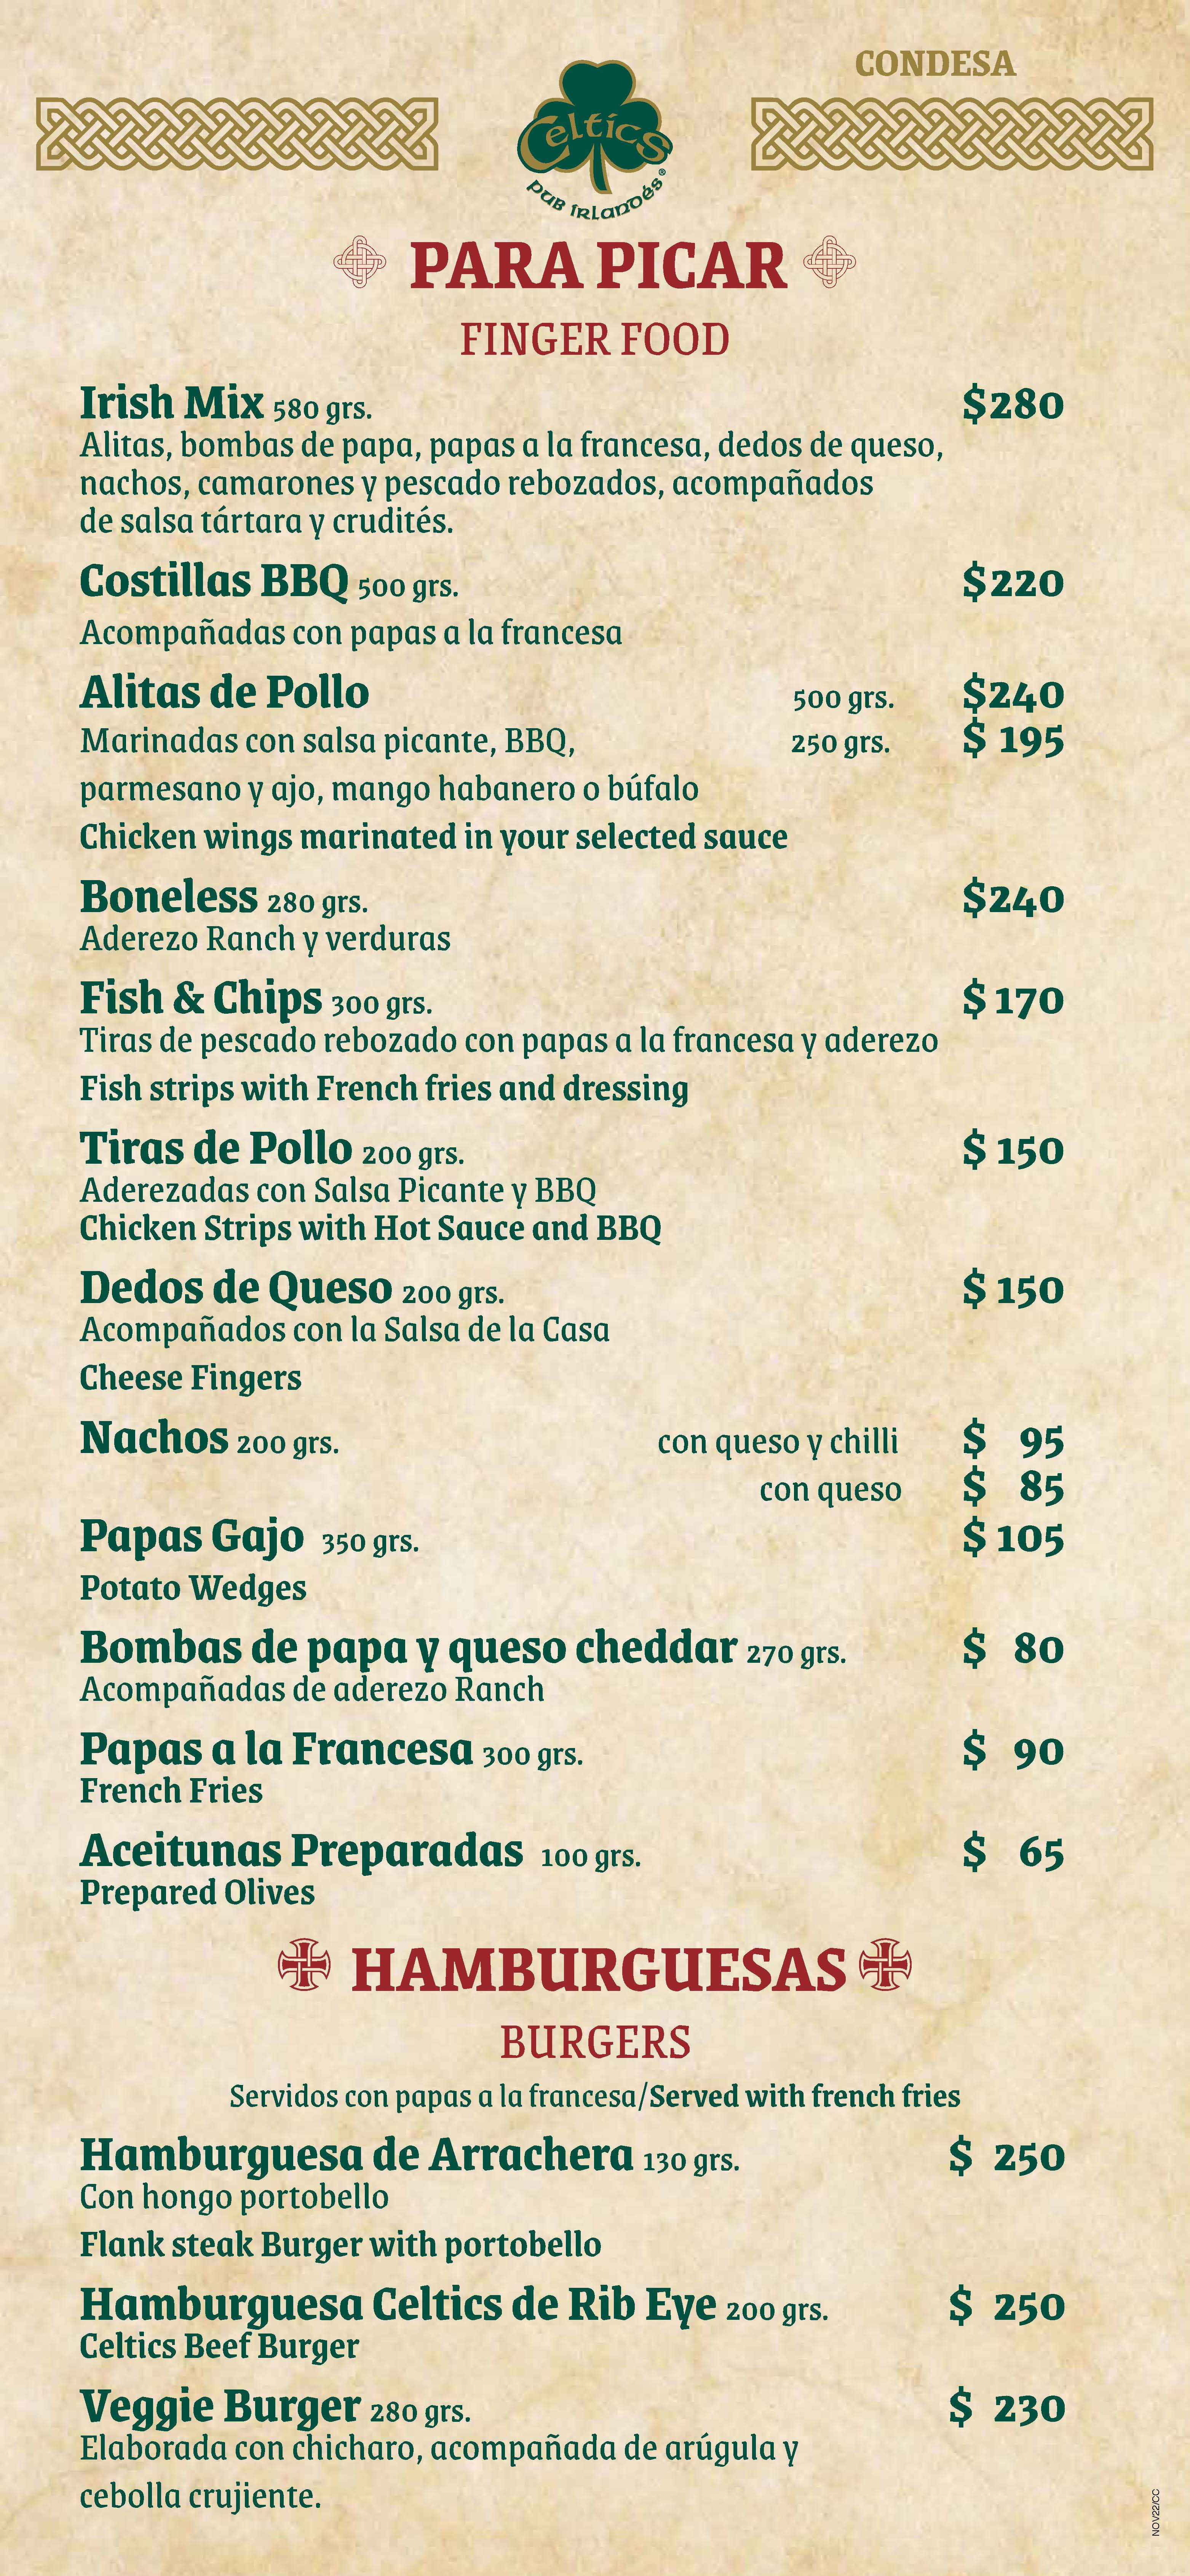 CONDESA
Celtics
PUB IRLANDÉS®
PARA PICAR
FINGER FOOD
Irish Mix 580 grs. $280
Alitas, bombas de papa, papas a la francesa, dedos de queso,
nachos, camarones y pescado rebozados, acompañados
de salsa tártara y crudités.
Costillas BBQ 500 grs. $220
Acompañadas con papas a la francesa
Alitas de Pollo 500 grs. $240
Marinadas con salsa picante, BBQ, 250 grs. $ 195
parmesano y ajo, mango habanero o búfalo
Chicken wings marinated in your selected sauce
Boneless 280 grs. $240
Aderezo Ranch y verduras
Fish & Chips 300 grs. $ 170
Tiras de pescado rebozado con papas a la francesa y aderezo
Fish strips with French fries and dressing
Tiras de Pollo 200 grs. $ 150
Aderezadas con Salsa Picante y BBQ
Chicken Strips with Hot Sauce and BBQ
Dedos de Queso 200 grs. $ 150
Acompañados con la Salsa de la Casa
Cheese Fingers
Nachos 200 grs. con queso y chilli $ 95
con queso $ 85
Papas Gajo 350 grs. $ 105
Potato Wedges
Bombas de papa y queso cheddar 270 grs. $ 80
Acompañadas de aderezo Ranch
Papas a la Francesa 300 grs. $ 90
French Fries
Aceitunas Preparadas 100 grs. $ 65
Prepared Olives
HAMBURGUESAS
BURGERS
Servidos con papas a la francesa/Served with french fries
Hamburguesa de Arrachera 130 grs. $ 250
Con hongo portobello
Flank steak Burger with portobello
Hamburguesa Celtics de Rib Eye 200 grs. $ 250
Celtics Beef Burger
Veggie Burger 280 grs. $ 230
Elaborada con chicharo, acompañada de arúgula y
cebolla crujiente.
NOV22/CC